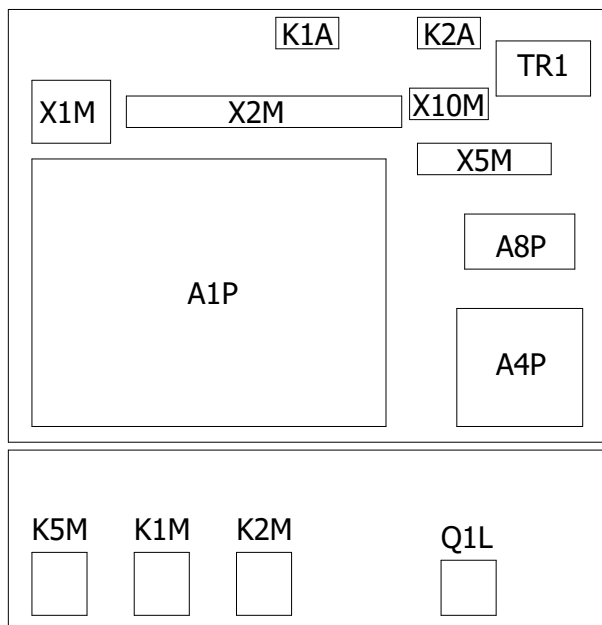 K1A
K2A
TR1
X1M
X2M
X10M
X5M
A8P
A1P
A4P
K5M
K1M
K2M
Q1L